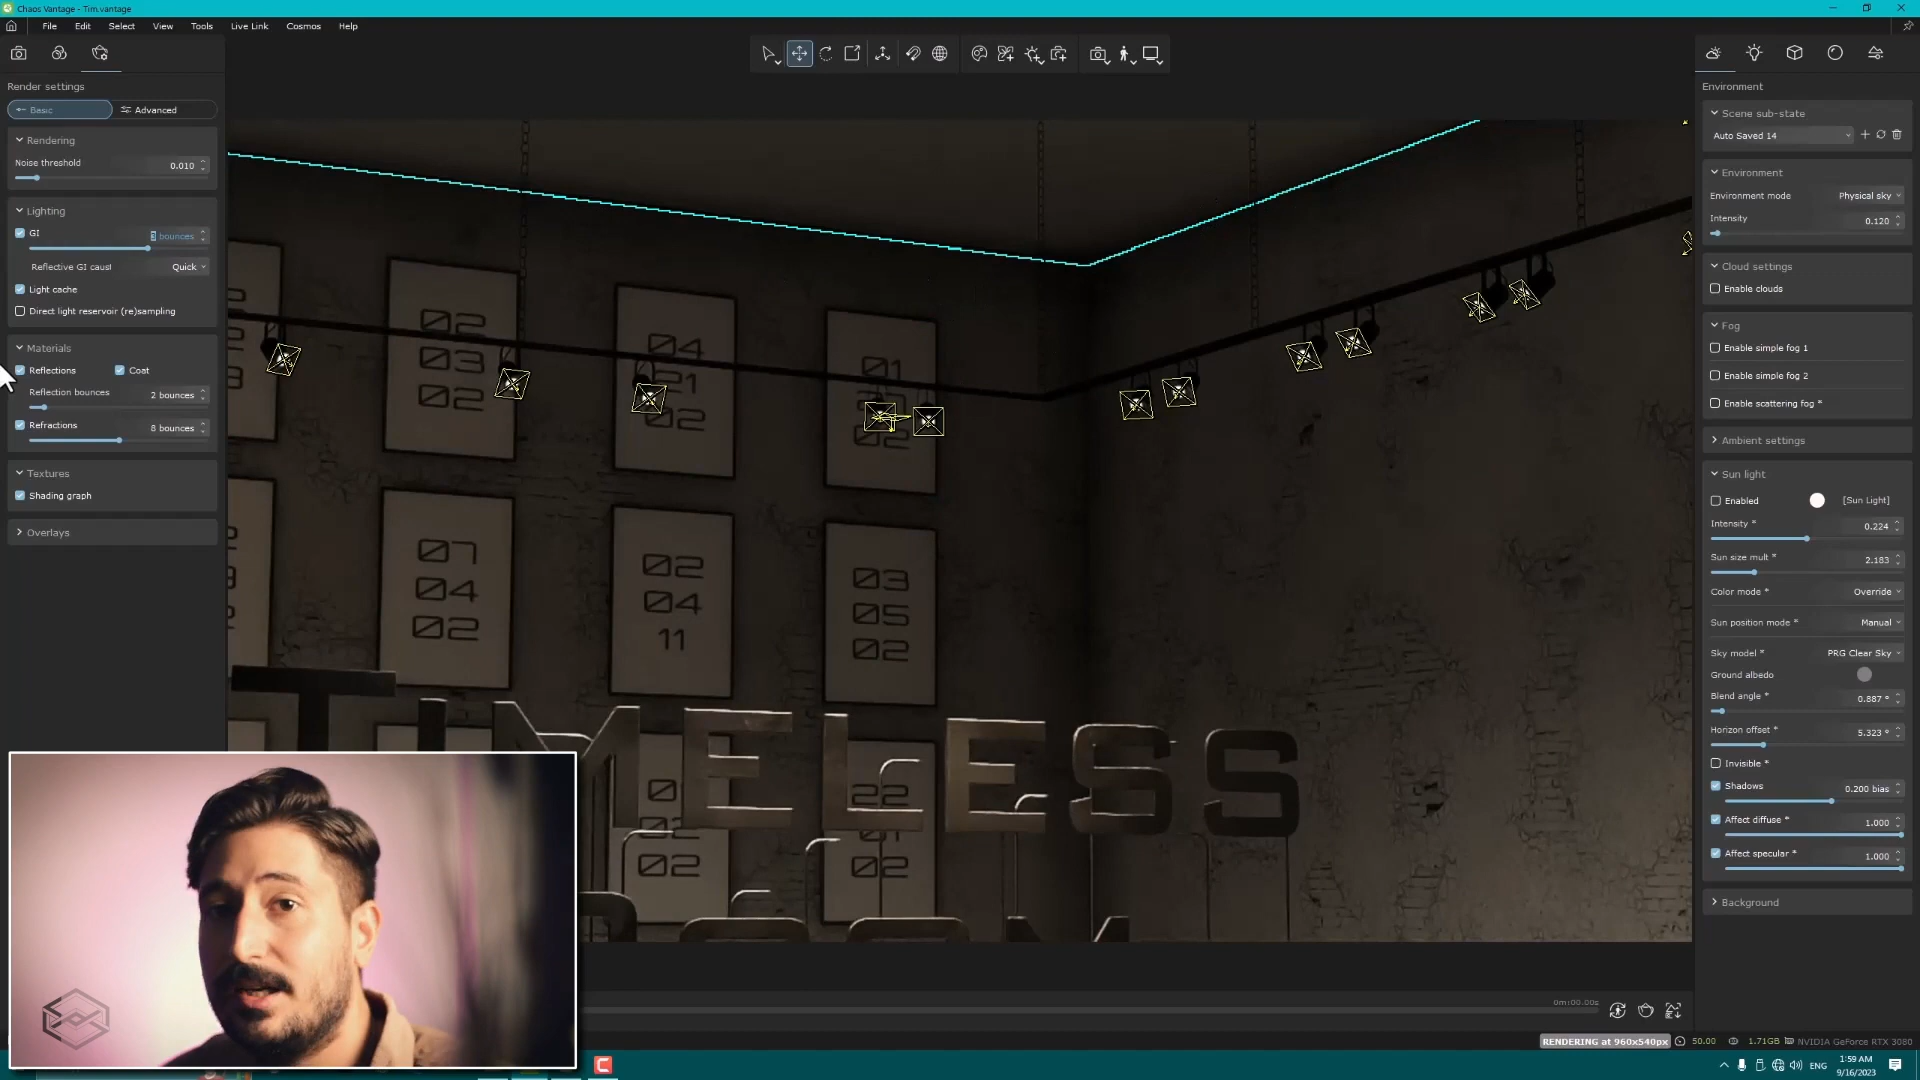 Chaos Vantage - Tim.vantage
File Edit Select View Tools Live Link Cosmos Help
Render settings
Basic Advanced
Rendering
Noise threshold 0.010
Lighting
GI 3 bounces
Reflective GI caust Quick
Light cache
Direct light reservoir (re)sampling
Materials
Reflections Coat
Reflection bounces 2 bounces
Refractions 8 bounces
Textures
Shading graph
Overlays
02
03
02
04
21
02
01
02
07
04
02
02
04
11
03
05
02
TIMELESS
02
22
02
02
0m:00.00s
RENDERING at 960x540px 50.00 1.71GB NVIDIA GeForce RTX 3080
Environment
Scene sub-state
Auto Saved 14
Environment
Environment mode Physical sky
Intensity 0.120
Cloud settings
Enable clouds
Fog
Enable simple fog 1
Enable simple fog 2
Enable scattering fog *
Ambient settings
Sun light
Enabled [Sun Light]
Intensity * 0.224
Sun size mult * 2.183
Color mode * Override
Sun position mode * Manual
Sky model * PRG Clear Sky
Ground albedo
Blend angle * 0.887 °
Horizon offset * 5.323 °
Invisible *
Shadows 0.200 bias
Affect diffuse * 1.000
Affect specular * 1.000
Background
ENG
1:59 AM
9/16/2023